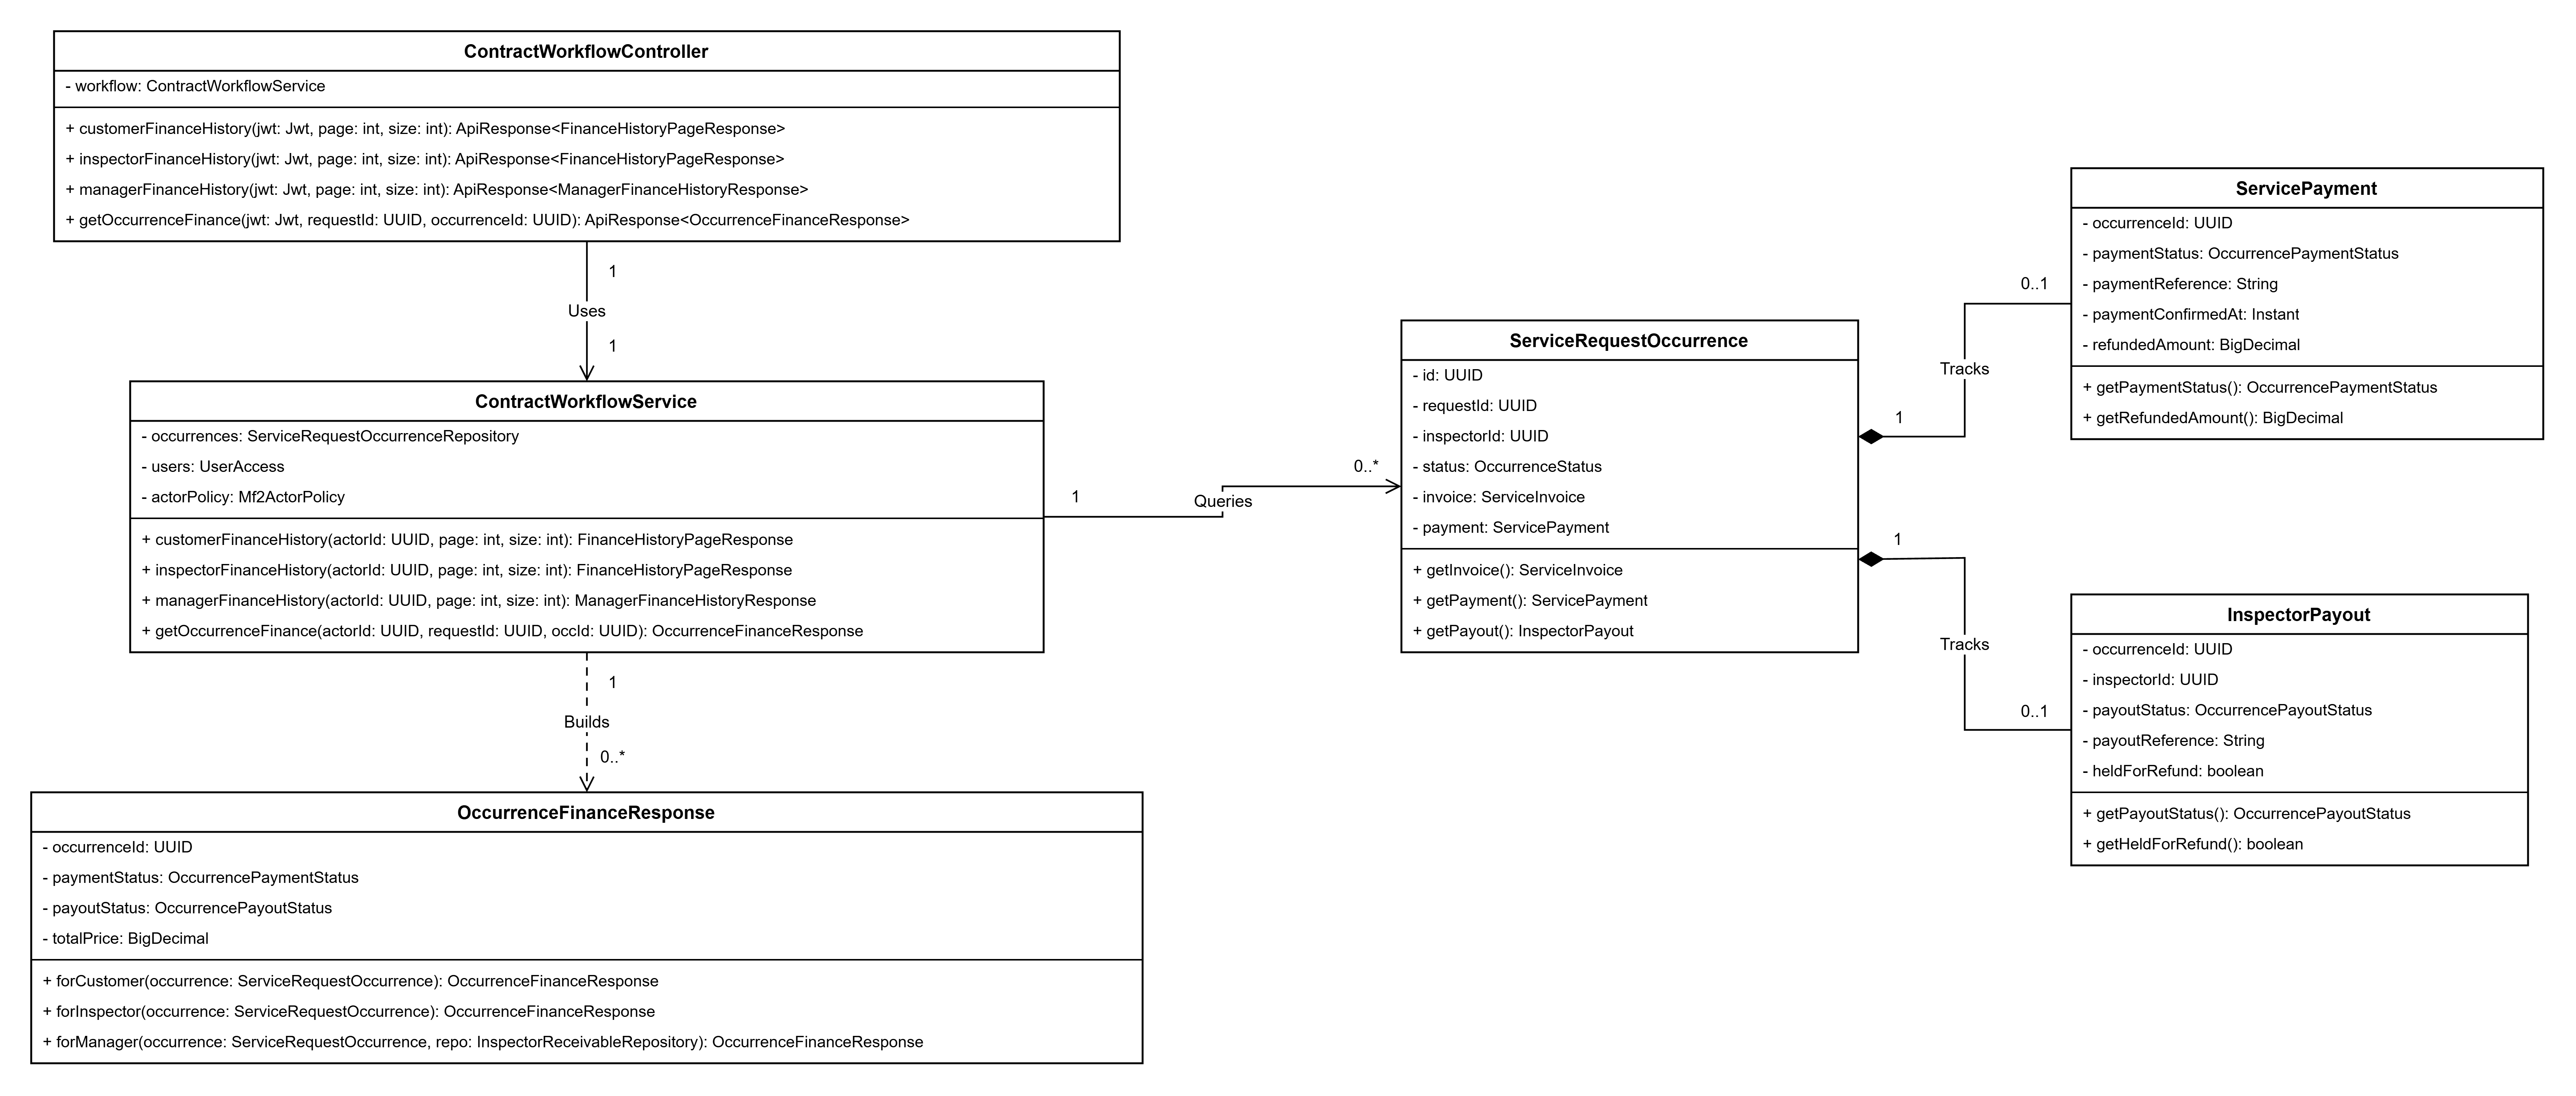 ContractWorkflowController
- workflow: ContractWorkflowService
+ customerFinanceHistory(jwt: Jwt, page: int, size: int): ApiResponse<FinanceHistoryPageResponse>
+ inspectorFinanceHistory(jwt: Jwt, page: int, size: int): ApiResponse<FinanceHistoryPageResponse>
+ managerFinanceHistory(jwt: Jwt, page: int, size: int): ApiResponse<ManagerFinanceHistoryResponse>
+ getOccurrenceFinance(jwt: Jwt, requestId: UUID, occurrenceId: UUID): ApiResponse<OccurrenceFinanceResponse>
1
Uses
1
ContractWorkflowService
- occurrences: ServiceRequestOccurrenceRepository
- users: UserAccess
- actorPolicy: Mf2ActorPolicy
+ customerFinanceHistory(actorId: UUID, page: int, size: int): FinanceHistoryPageResponse
+ inspectorFinanceHistory(actorId: UUID, page: int, size: int): FinanceHistoryPageResponse
+ managerFinanceHistory(actorId: UUID, page: int, size: int): ManagerFinanceHistoryResponse
+ getOccurrenceFinance(actorId: UUID, requestId: UUID, occId: UUID): OccurrenceFinanceResponse
1
Builds
0..*
OccurrenceFinanceResponse
- occurrenceId: UUID
- paymentStatus: OccurrencePaymentStatus
- payoutStatus: OccurrencePayoutStatus
- totalPrice: BigDecimal
+ forCustomer(occurrence: ServiceRequestOccurrence): OccurrenceFinanceResponse
+ forInspector(occurrence: ServiceRequestOccurrence): OccurrenceFinanceResponse
+ forManager(occurrence: ServiceRequestOccurrence, repo: InspectorReceivableRepository): OccurrenceFinanceResponse
1
Queries
0..*
ServiceRequestOccurrence
- id: UUID
- requestId: UUID
- inspectorId: UUID
- status: OccurrenceStatus
- invoice: ServiceInvoice
- payment: ServicePayment
+ getInvoice(): ServiceInvoice
+ getPayment(): ServicePayment
+ getPayout(): InspectorPayout
1
Tracks
0..1
ServicePayment
- occurrenceId: UUID
- paymentStatus: OccurrencePaymentStatus
- paymentReference: String
- paymentConfirmedAt: Instant
- refundedAmount: BigDecimal
+ getPaymentStatus(): OccurrencePaymentStatus
+ getRefundedAmount(): BigDecimal
1
Tracks
0..1
InspectorPayout
- occurrenceId: UUID
- inspectorId: UUID
- payoutStatus: OccurrencePayoutStatus
- payoutReference: String
- heldForRefund: boolean
+ getPayoutStatus(): OccurrencePayoutStatus
+ getHeldForRefund(): boolean